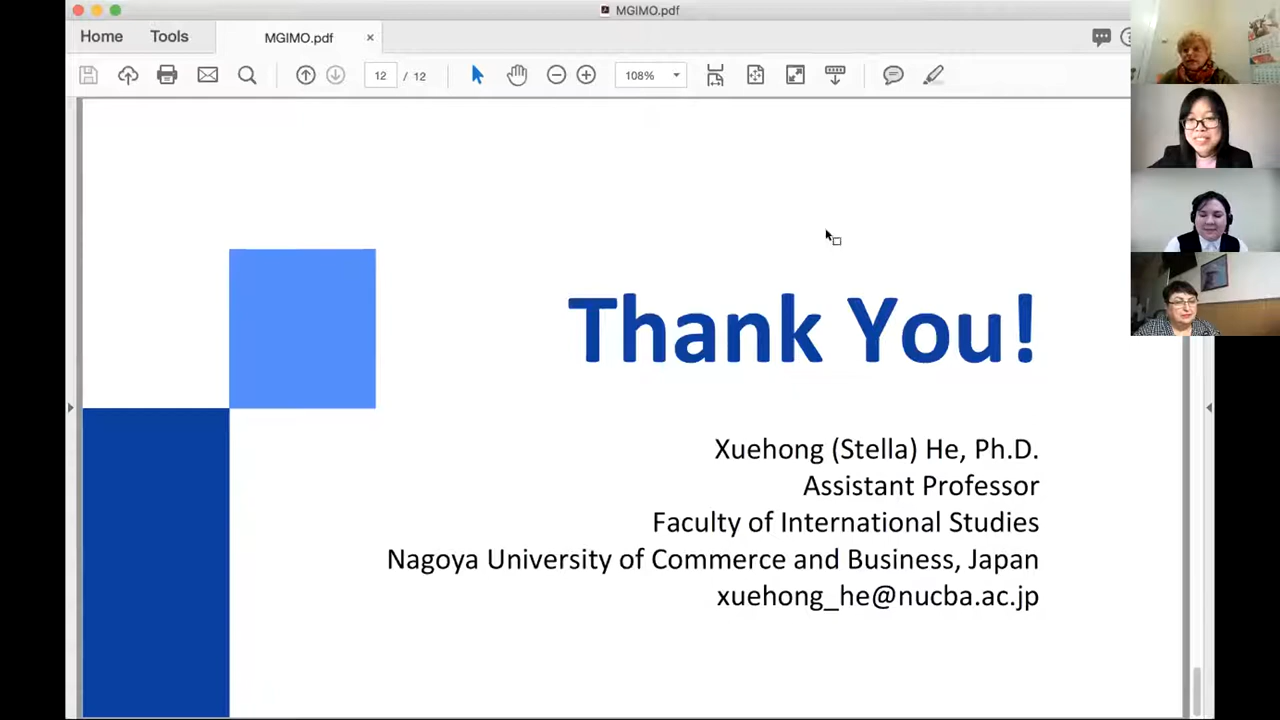 MGIMO.pdf
Home
Tools
MGIMO.pdf
12 / 12
108%
Thank You!
Xuehong (Stella) He, Ph.D.
Assistant Professor
Faculty of International Studies
Nagoya University of Commerce and Business, Japan
xuehong_he@nucba.ac.jp